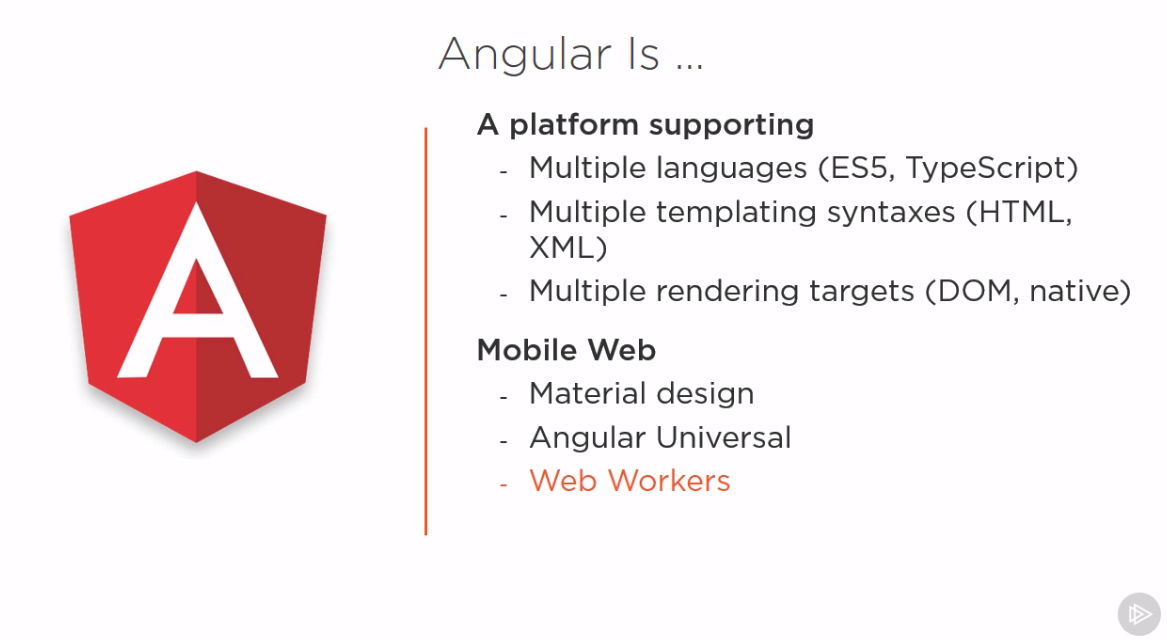 Angular Is ...
A platform supporting
- Multiple languages (ES5, TypeScript)
- Multiple templating syntaxes (HTML,
XML)
- Multiple rendering targets (DOM, native)
Mobile Web
- Material design
- Angular Universal
- Web Workers